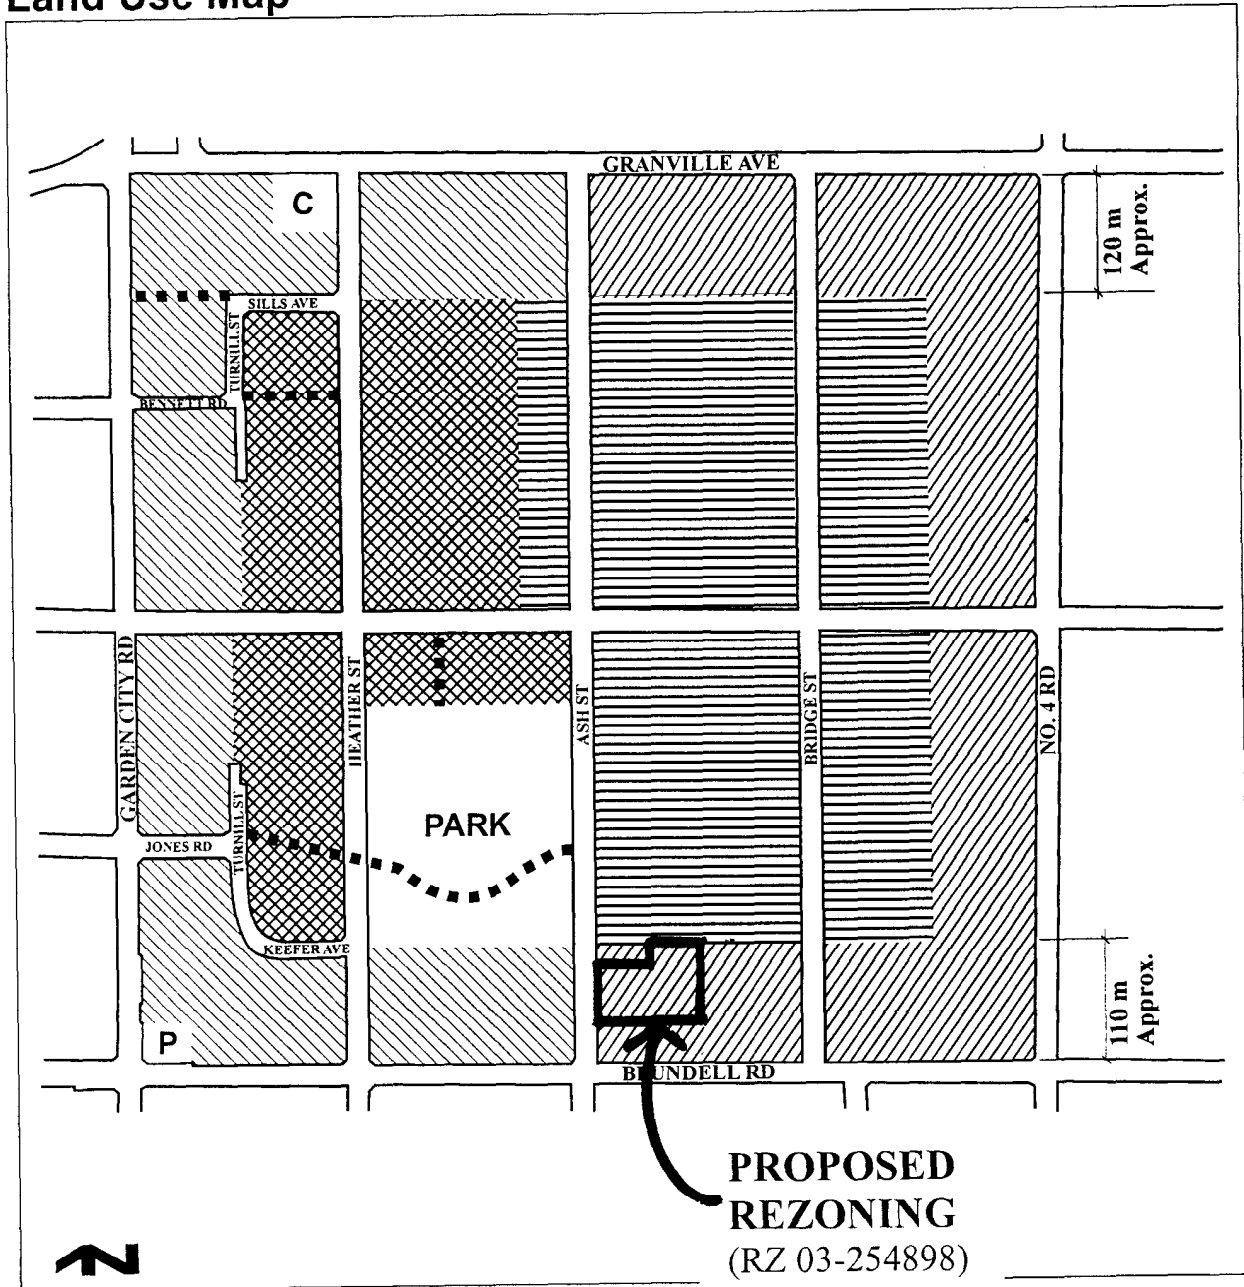 Land Use Map
GRANVILLE AVE
C
120 m
Approx.
SILLS AVE
TURNILL ST
BENNETT RD
GARDEN CITY RD
HEATHER ST
ASH ST
BRIDGE ST
NO. 4 RD
PARK
JONES RD
TURNILL ST
KEEFER AVE
110 m
Approx.
P
BLUNDELL RD
PROPOSED
REZONING
(RZ 03-254898)